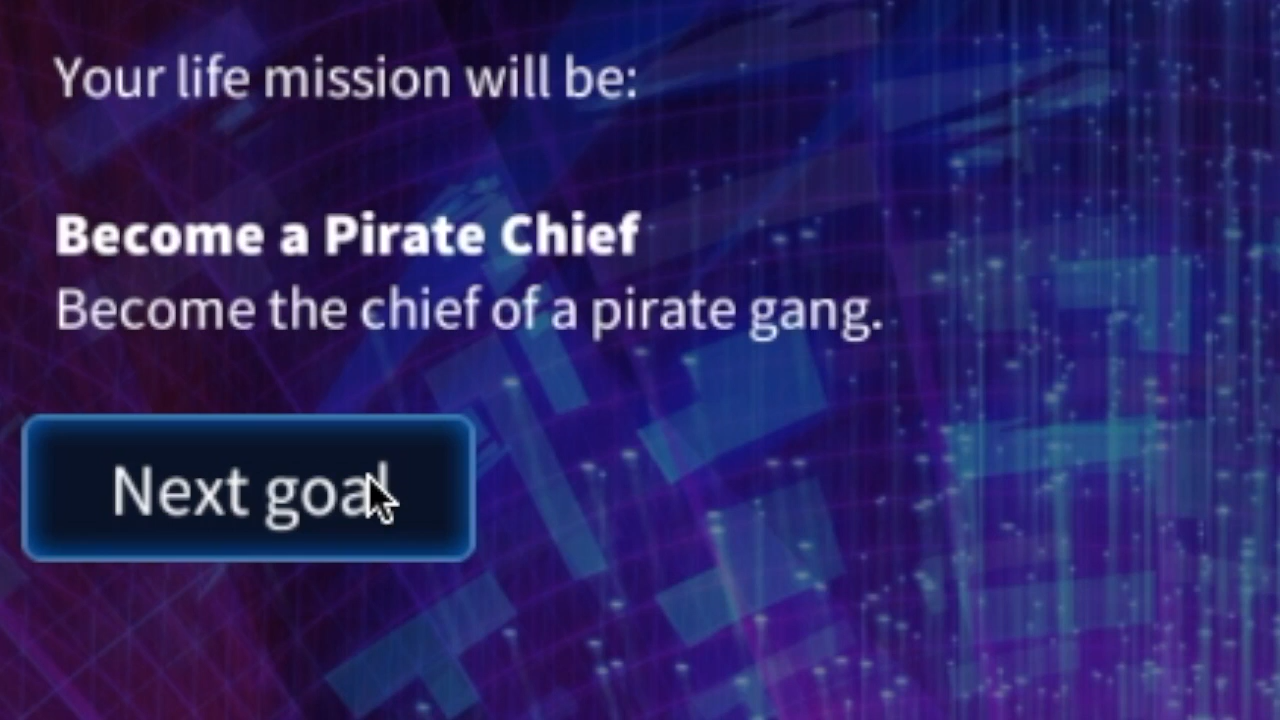 Your life mission will be:
Become a Pirate Chief
Become the chief of a pirate gang.
Next goal